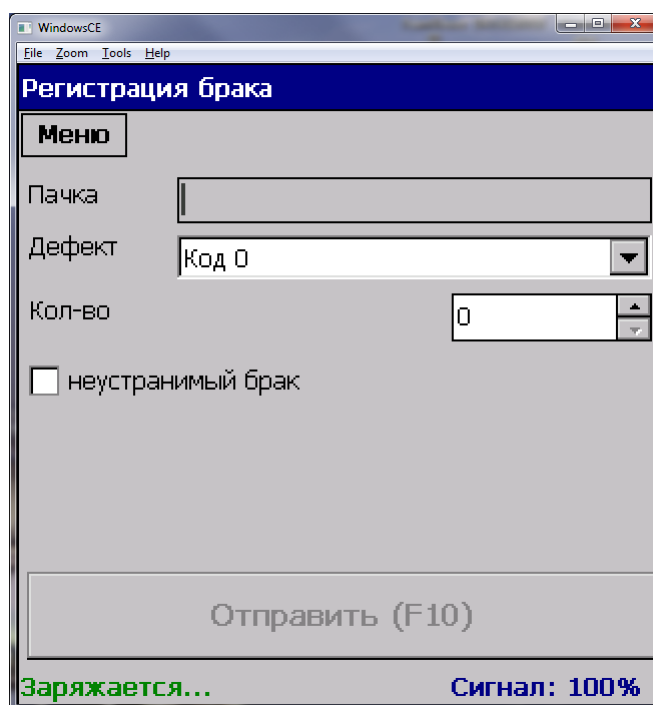 WindowsCE
File Zoom Tools Help
Регистрация брака
Меню
Пачка
Дефект Код 0
Кол-во 0
неустранимый брак
Отправить (F10)
Заряжается... Сигнал: 100%